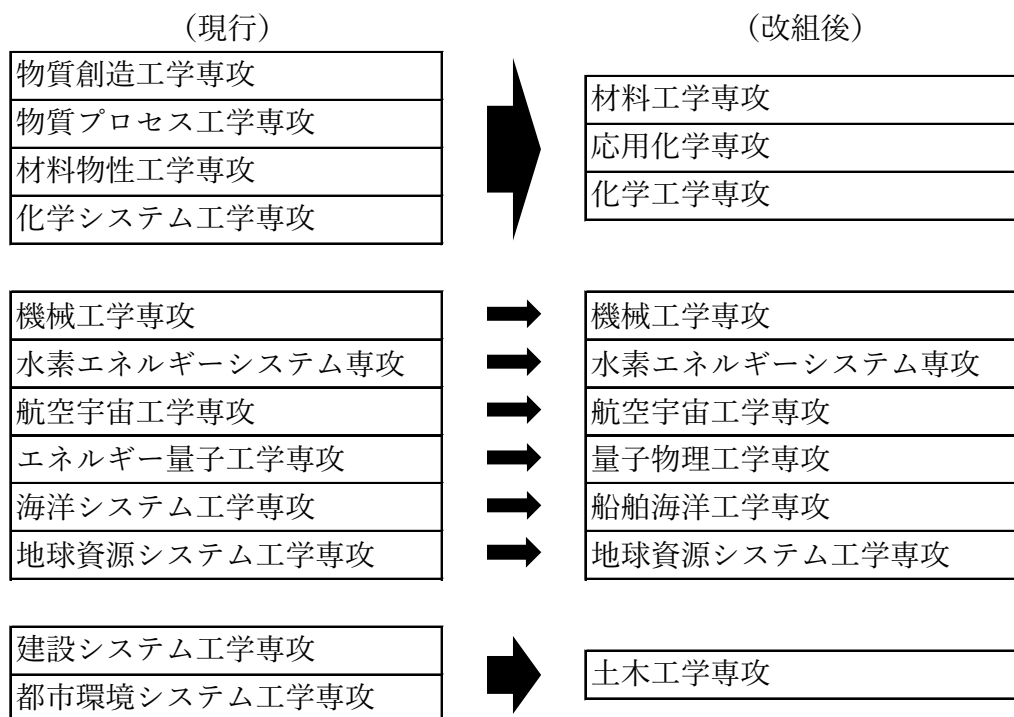 (現行)
(改組後)
物質創造工学専攻
物質プロセス工学専攻
材料物性工学専攻
化学システム工学専攻
材料工学専攻
応用化学専攻
化学工学専攻
機械工学専攻
機械工学専攻
水素エネルギーシステム専攻
水素エネルギーシステム専攻
航空宇宙工学専攻
航空宇宙工学専攻
エネルギー量子工学専攻
量子物理工学専攻
海洋システム工学専攻
船舶海洋工学専攻
地球資源システム工学専攻
地球資源システム工学専攻
建設システム工学専攻
都市環境システム工学専攻
土木工学専攻